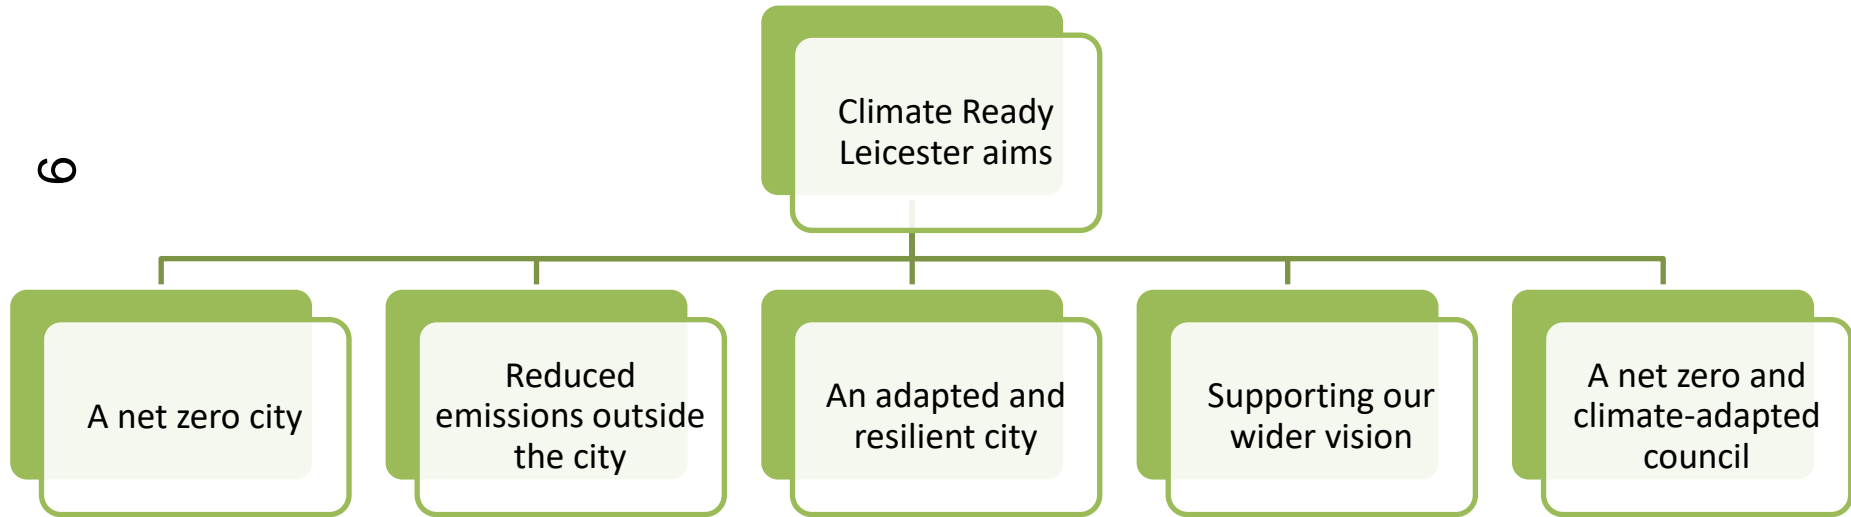 Climate Ready
Leicester aims
6
A net zero city
Reduced
emissions outside
the city
An adapted and
resilient city
Supporting our
wider vision
A net zero and
climate-adapted
council